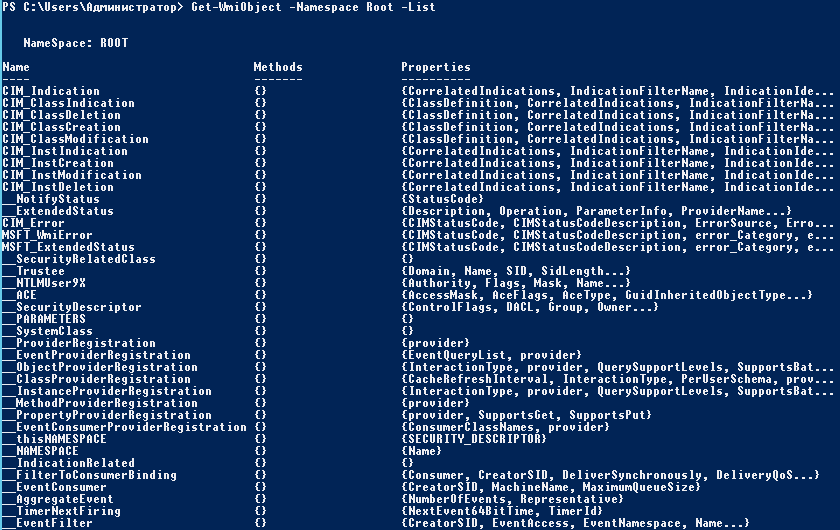 PS C:\Users\Администратор> Get-WmiObject -Namespace Root -List
NameSpace: ROOT
Name Methods Properties
---- ------- ----------
CIM_Indication {} {CorrelatedIndications, IndicationFilterName, IndicationIde...
CIM_ClassIndication {} {ClassDefinition, CorrelatedIndications, IndicationFilterNa...
CIM_ClassDeletion {} {ClassDefinition, CorrelatedIndications, IndicationFilterNa...
CIM_ClassCreation {} {ClassDefinition, CorrelatedIndications, IndicationFilterNa...
CIM_ClassModification {} {ClassDefinition, CorrelatedIndications, IndicationFilterNa...
CIM_InstIndication {} {CorrelatedIndications, IndicationFilterName, IndicationIde...
CIM_InstCreation {} {CorrelatedIndications, IndicationFilterName, IndicationIde...
CIM_InstModification {} {CorrelatedIndications, IndicationFilterName, IndicationIde...
CIM_InstDeletion {} {CorrelatedIndications, IndicationFilterName, IndicationIde...
__NotifyStatus {} {StatusCode}
__ExtendedStatus {} {Description, Operation, ParameterInfo, ProviderName...}
CIM_Error {} {CIMStatusCode, CIMStatusCodeDescription, ErrorSource, Erro...
MSFT_WmiError {} {CIMStatusCode, CIMStatusCodeDescription, error_Category, e...
MSFT_ExtendedStatus {} {CIMStatusCode, CIMStatusCodeDescription, error_Category, e...
__SecurityRelatedClass {} {}
__Trustee {} {Domain, Name, SID, SidLength...}
__NTLMUser9X {} {Authority, Flags, Mask, Name...}
__ACE {} {AccessMask, AceFlags, AceType, GuidInheritedObjectType...}
__SecurityDescriptor {} {ControlFlags, DACL, Group, Owner...}
__PARAMETERS {} {}
__SystemClass {} {}
__ProviderRegistration {} {provider}
__EventProviderRegistration {} {EventQueryList, provider}
__ObjectProviderRegistration {} {InteractionType, provider, QuerySupportLevels, SupportsBat...
__ClassProviderRegistration {} {CacheRefreshInterval, InteractionType, PerUserSchema, prov...
__InstanceProviderRegistration {} {InteractionType, provider, QuerySupportLevels, SupportsBat...
__MethodProviderRegistration {} {provider}
__PropertyProviderRegistration {} {provider, SupportsGet, SupportsPut}
__EventConsumerProviderRegistration {} {ConsumerClassNames, provider}
__thisNAMESPACE {} {SECURITY_DESCRIPTOR}
__NAMESPACE {} {Name}
__IndicationRelated {} {}
__FilterToConsumerBinding {} {Consumer, CreatorSID, DeliverSynchronously, DeliveryQoS...}
__EventConsumer {} {CreatorSID, MachineName, MaximumQueueSize}
__AggregateEvent {} {NumberOfEvents, Representative}
__TimerNextFiring {} {NextEvent64BitTime, TimerId}
__EventFilter {} {CreatorSID, EventAccess, EventNamespace, Name...}